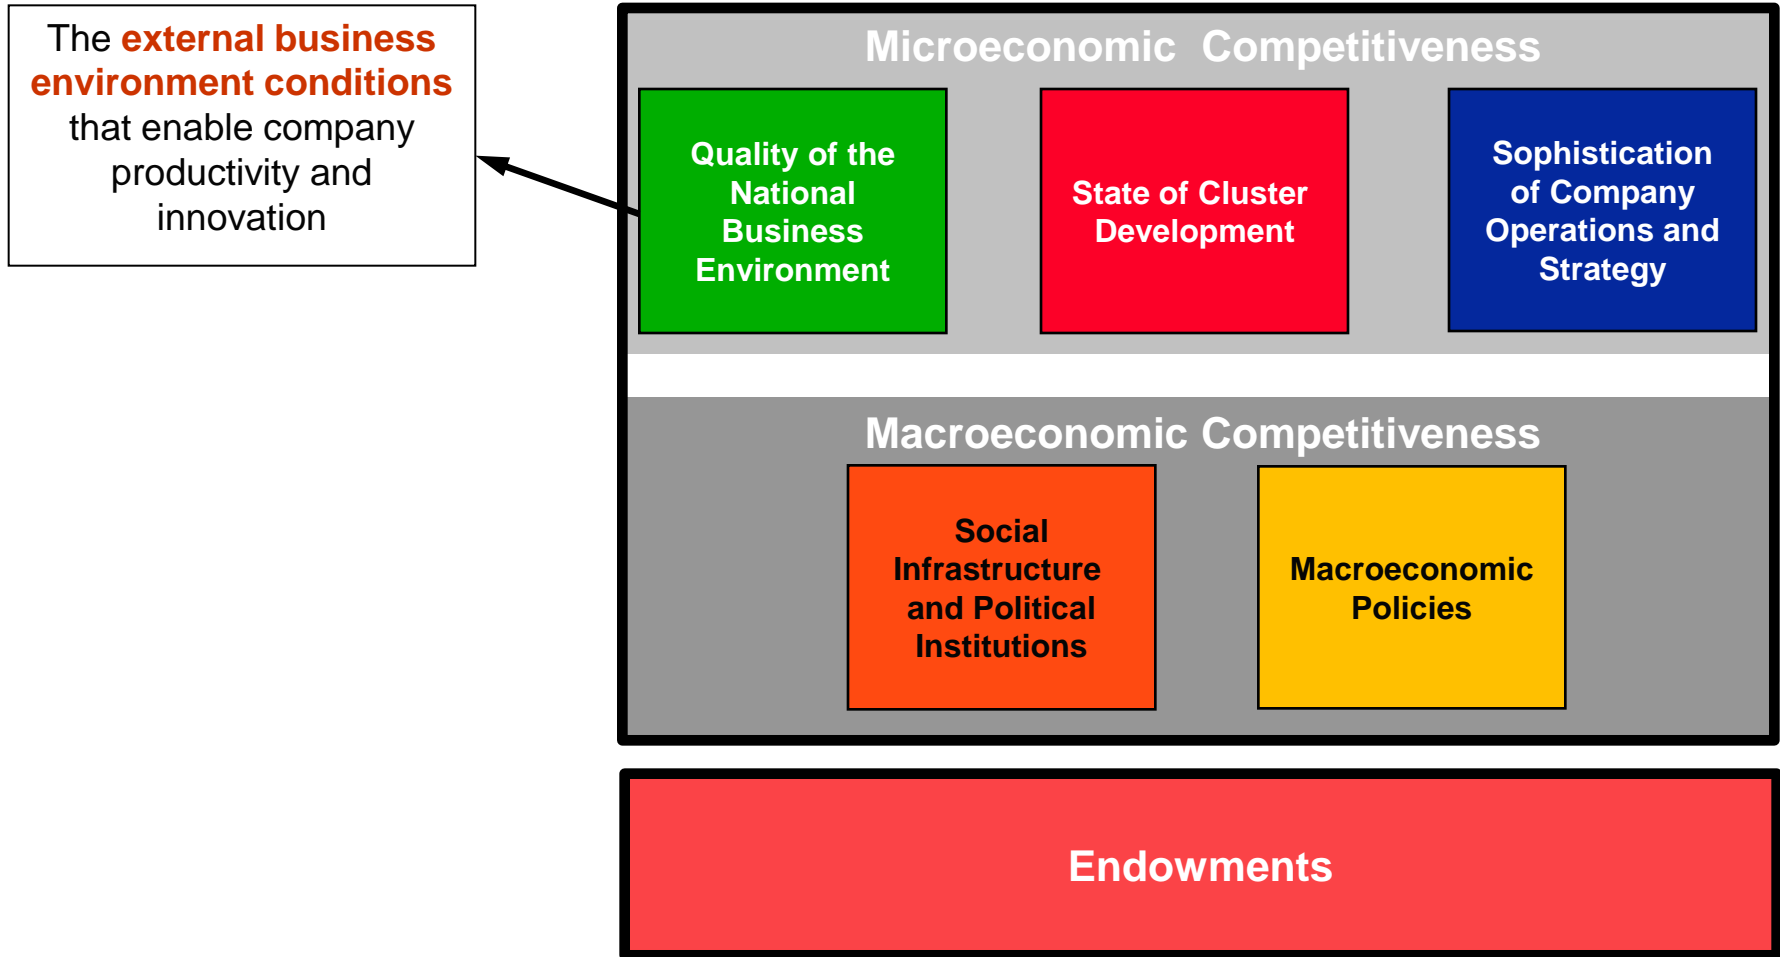 The external business
environment conditions
that enable company
productivity and
innovation
Microeconomic Competitiveness
Quality of the
National
Business
Environment
State of Cluster
Development
Sophistication
of Company
Operations and
Strategy
Macroeconomic Competitiveness
Social
Infrastructure
and Political
Institutions
Macroeconomic
Policies
Endowments